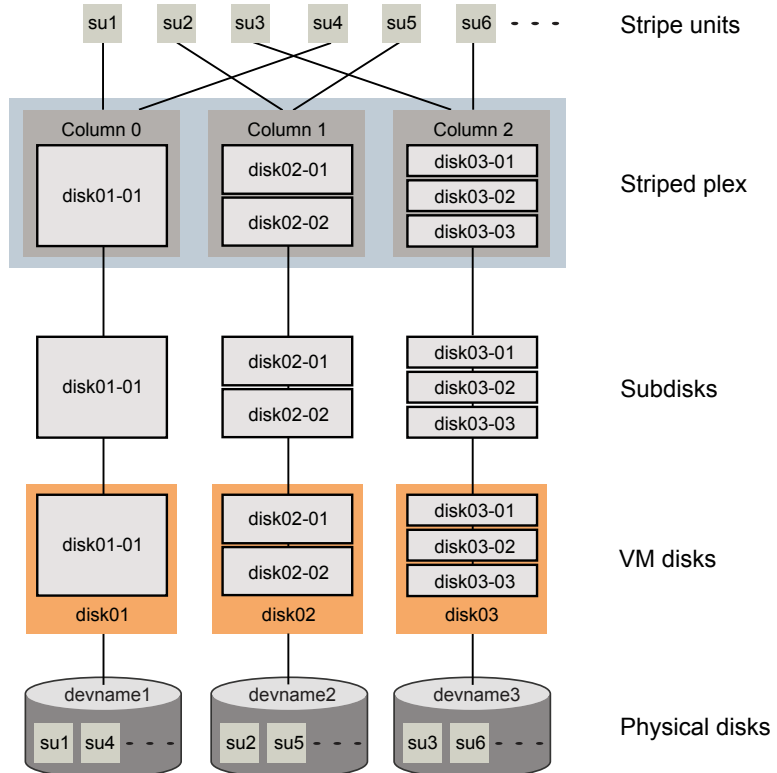 su1 su2 su3 su4 su5 su6 - - - - Stripe units
Column 0 Column 1 Column 2
disk01-01
disk02-01
disk02-02
disk03-01
disk03-02
disk03-03
Striped plex
disk01-01
disk02-01
disk02-02
disk03-01
disk03-02
disk03-03
Subdisks
disk01-01
disk02-01
disk02-02
disk03-01
disk03-02
disk03-03
VM disks
disk01 disk02 disk03
devname1 devname2 devname3
su1 su4 - - - -
su2 su5 - - - -
su3 su6 - - - -
Physical disks